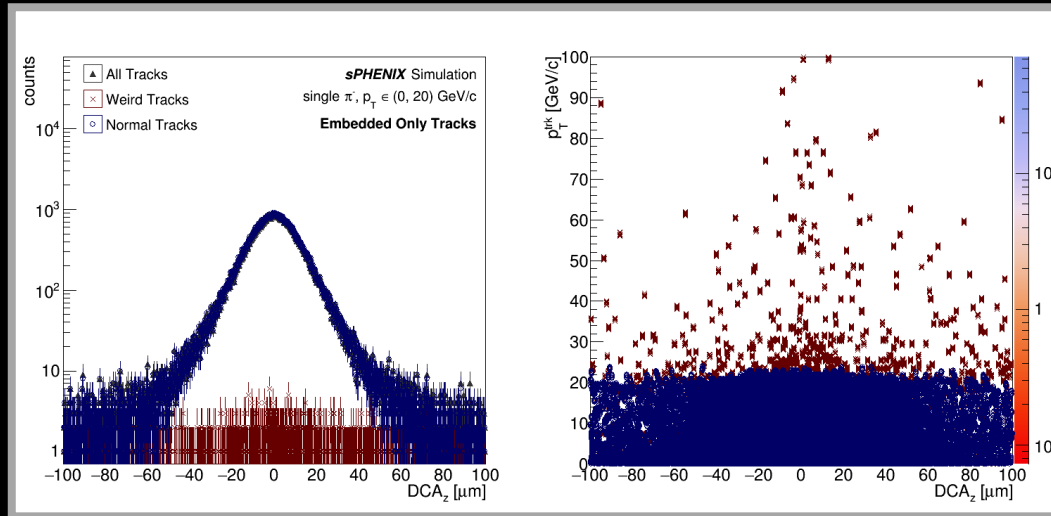 counts
All Tracks
Weird Tracks
Normal Tracks
sPHENIX Simulation
single π⁻, p_T ∈ (0, 20) GeV/c
Embedded Only Tracks
10⁴
10³
10²
10
1
−100 −80 −60 −40 −20 0 20 40 60 80 100
DCA_z [μm]
p_T^trk [GeV/c]
100
90
80
70
60
50
40
30
20
10
0
−100 −80 −60 −40 −20 0 20 40 60 80 100
DCA_z [μm]
1
10